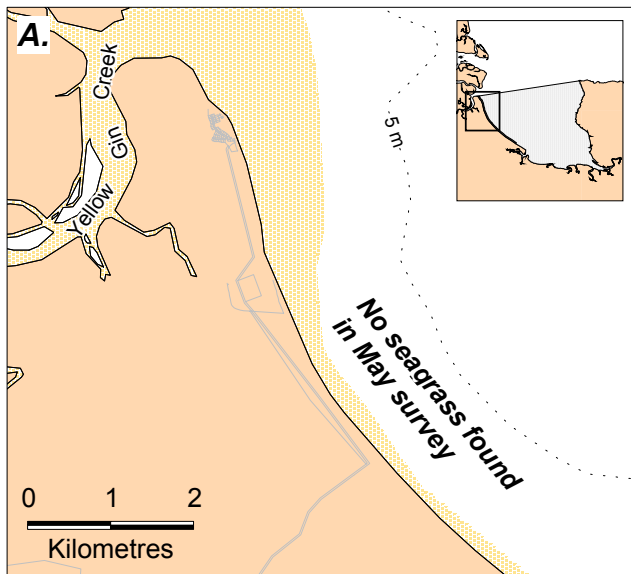 A.
Creek
Gin
Yellow
5 m
No seagrass found
in May survey
0 1 2
Kilometres